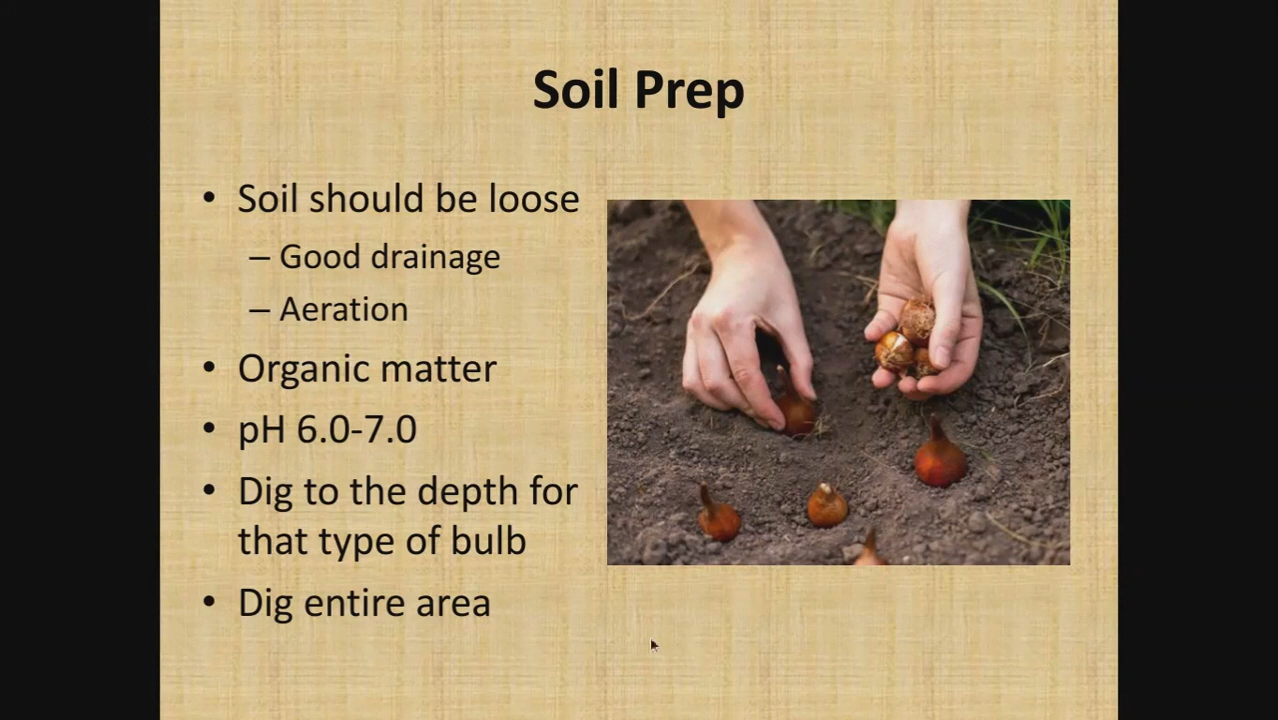 Soil Prep
• Soil should be loose
– Good drainage
– Aeration
• Organic matter
• pH 6.0-7.0
• Dig to the depth for
that type of bulb
• Dig entire area